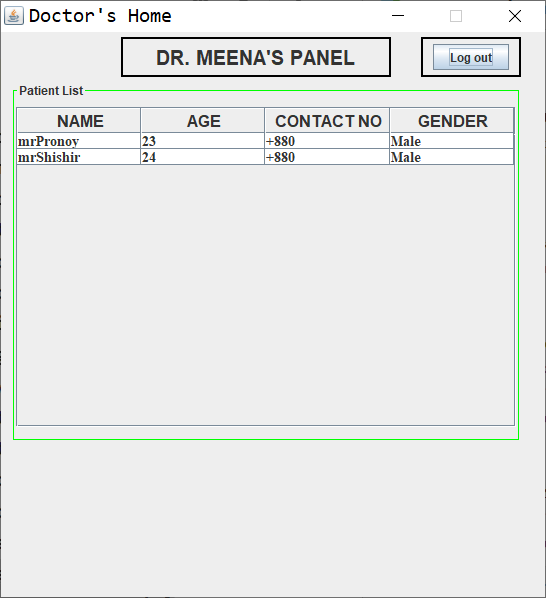 Doctor's Home
DR. MEENA'S PANEL
Log out
Patient List
NAME AGE CONTACT NO GENDER
mrPronoy 23 +880 Male
mrShishir 24 +880 Male